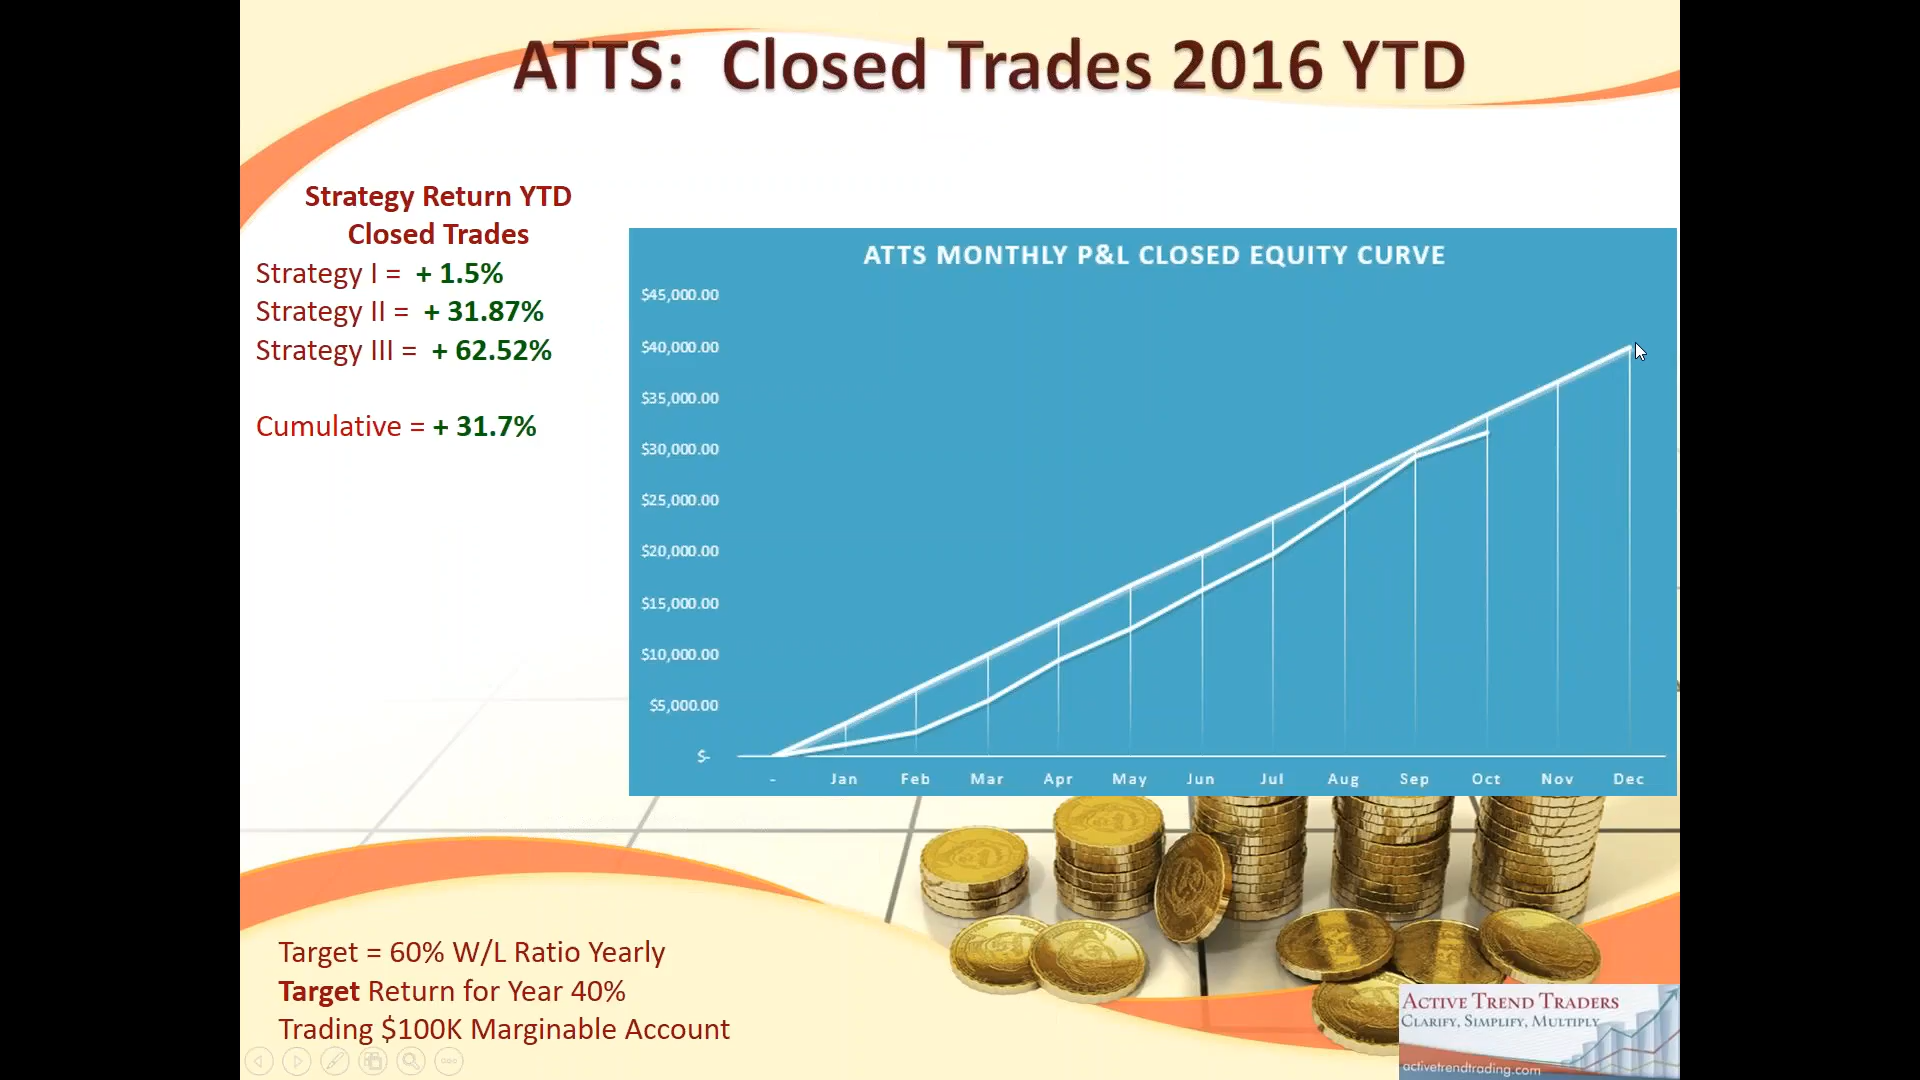 ATTS: Closed Trades 2016 YTD
Strategy Return YTD
Closed Trades
Strategy I = + 1.5%
Strategy II = + 31.87%
Strategy III = + 62.52%
Cumulative = + 31.7%
ATTS MONTHLY P&L CLOSED EQUITY CURVE
$45,000.00
$40,000.00
$35,000.00
$30,000.00
$25,000.00
$20,000.00
$15,000.00
$10,000.00
$5,000.00
$-
- Jan Feb Mar Apr May Jun Jul Aug Sep Oct Nov Dec
Target = 60% W/L Ratio Yearly
Target Return for Year 40%
Trading $100K Marginable Account
ACTIVE TREND TRADERS
CLARIFY, SIMPLIFY, MULTIPLY
activetrendtrading.com